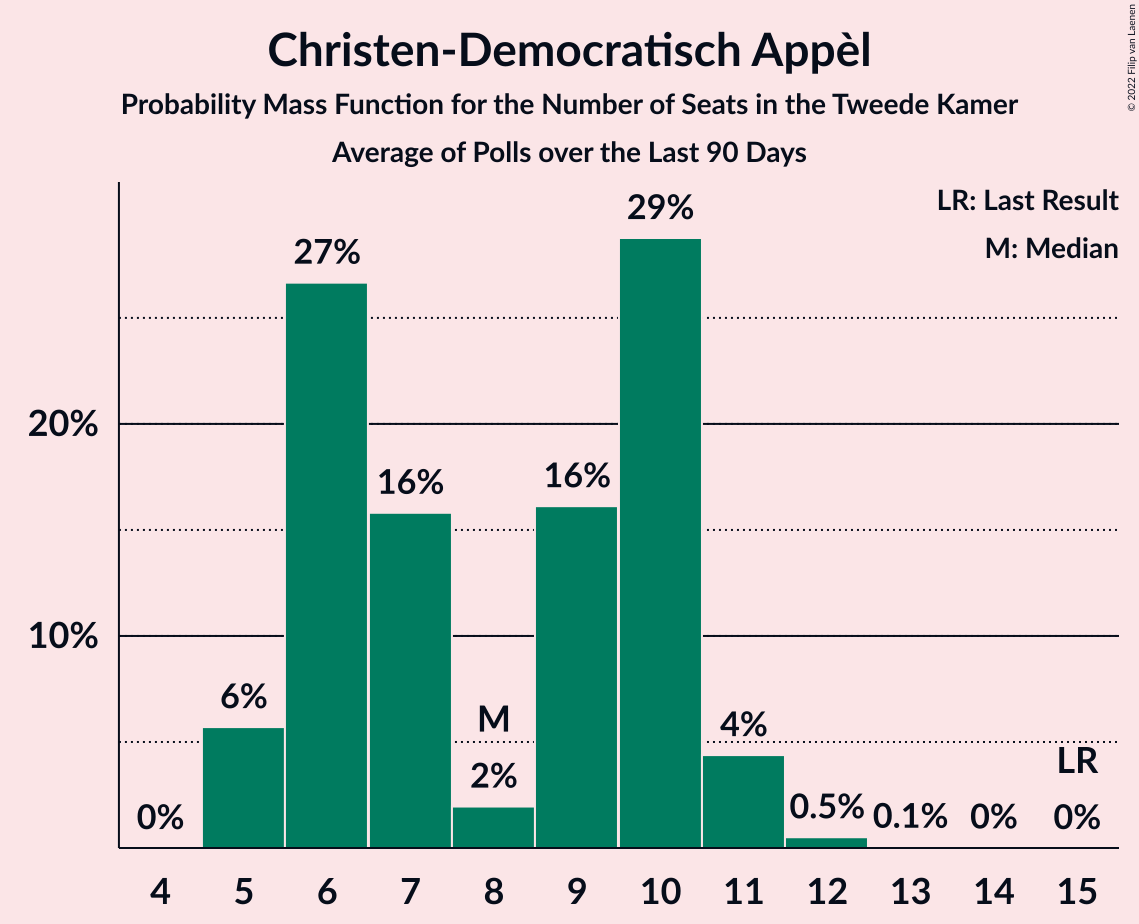 Christen-Democratisch Appèl
Probability Mass Function for the Number of Seats in the Tweede Kamer
Average of Polls over the Last 90 Days
© 2022 Filip van Laenen
LR: Last Result
M: Median
20%
10%
0%
6%
27%
16%
M
2%
16%
29%
4%
0.5%
0.1%
0%
LR
0%
4 5 6 7 8 9 10 11 12 13 14 15